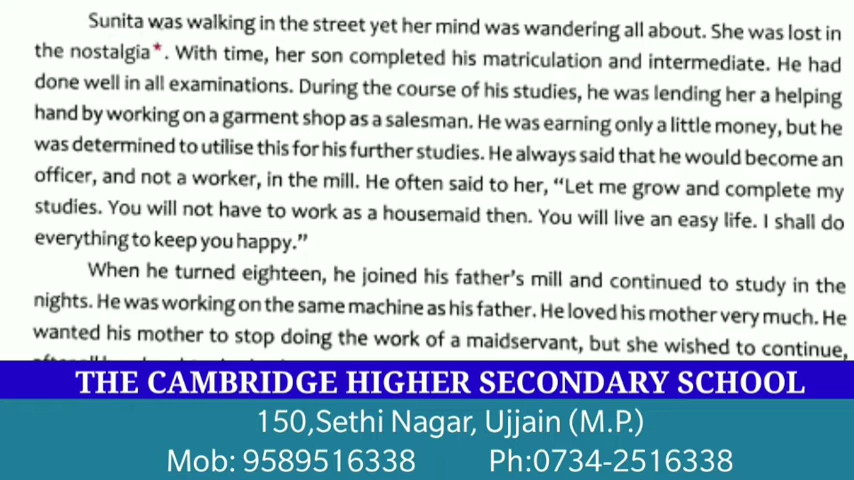 Sunita was walking in the street yet her mind was wandering all about. She was lost in
the nostalgia*. With time, her son completed his matriculation and intermediate. He had
done well in all examinations. During the course of his studies, he was lending her a helping
hand by working on a garment shop as a salesman. He was earning only a little money, but he
was determined to utilise this for his further studies. He always said that he would become an
officer, and not a worker, in the mill. He often said to her, “Let me grow and complete my
studies. You will not have to work as a housemaid then. You will live an easy life. I shall do
everything to keep you happy.”
When he turned eighteen, he joined his father’s mill and continued to study in the
nights. He was working on the same machine as his father. He loved his mother very much. He
wanted his mother to stop doing the work of a maidservant, but she wished to continue,
THE CAMBRIDGE HIGHER SECONDARY SCHOOL
150,Sethi Nagar, Ujjain (M.P.)
Mob: 9589516338 Ph:0734-2516338